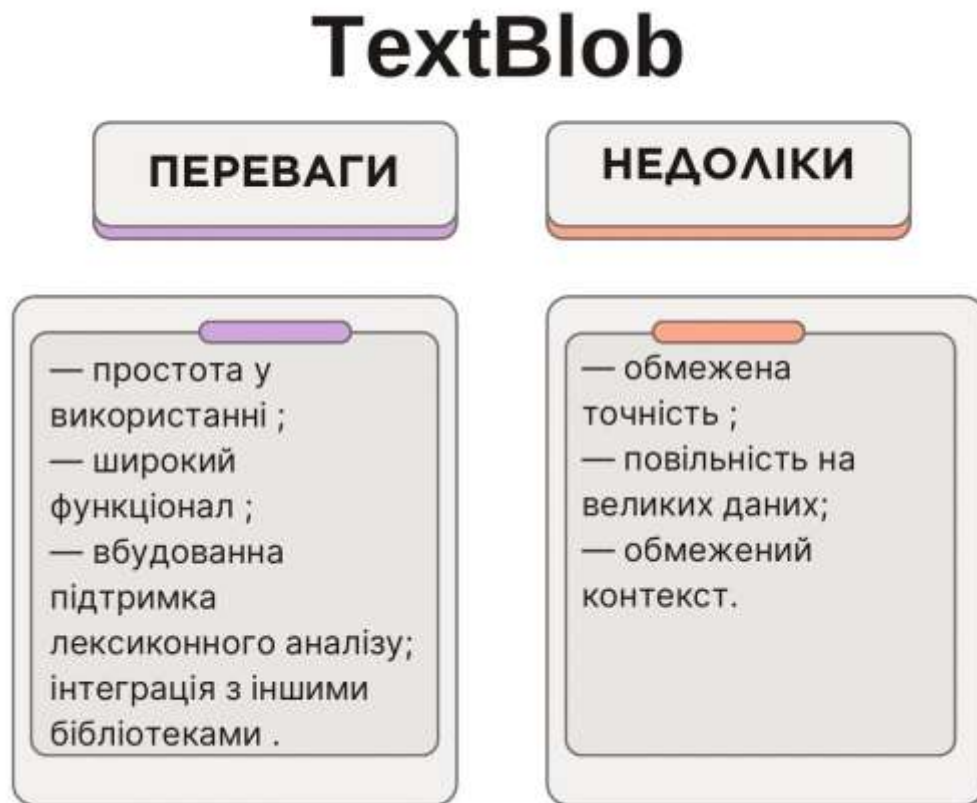 TextBlob
ПЕРЕВАГИ
НЕДОЛІКИ
— простота у
використанні ;
— широкий
функціонал ;
— вбудованна
підтримка
лексиконного аналізу;
інтеграція з іншими
бібліотеками .
— обмежена
точність ;
— повільність на
великих даних;
— обмежений
контекст.